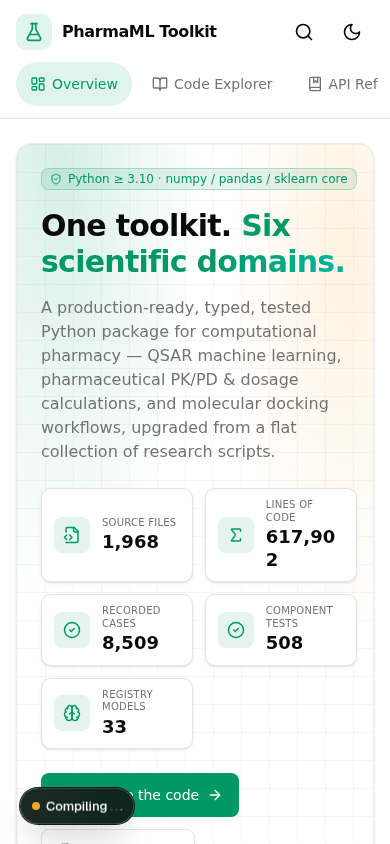 PharmaML Toolkit
Overview
Code Explorer
API Ref
Python ≥ 3.10 · numpy / pandas / sklearn core
One toolkit. Six
scientific domains.
A production-ready, typed, tested
Python package for computational
pharmacy — QSAR machine learning,
pharmaceutical PK/PD & dosage
calculations, and molecular docking
workflows, upgraded from a flat
collection of research scripts.
SOURCE FILES
1,968
LINES OF
CODE
617,90
2
RECORDED
CASES
8,509
COMPONENT
TESTS
508
REGISTRY
MODELS
33
the code
Compiling ...